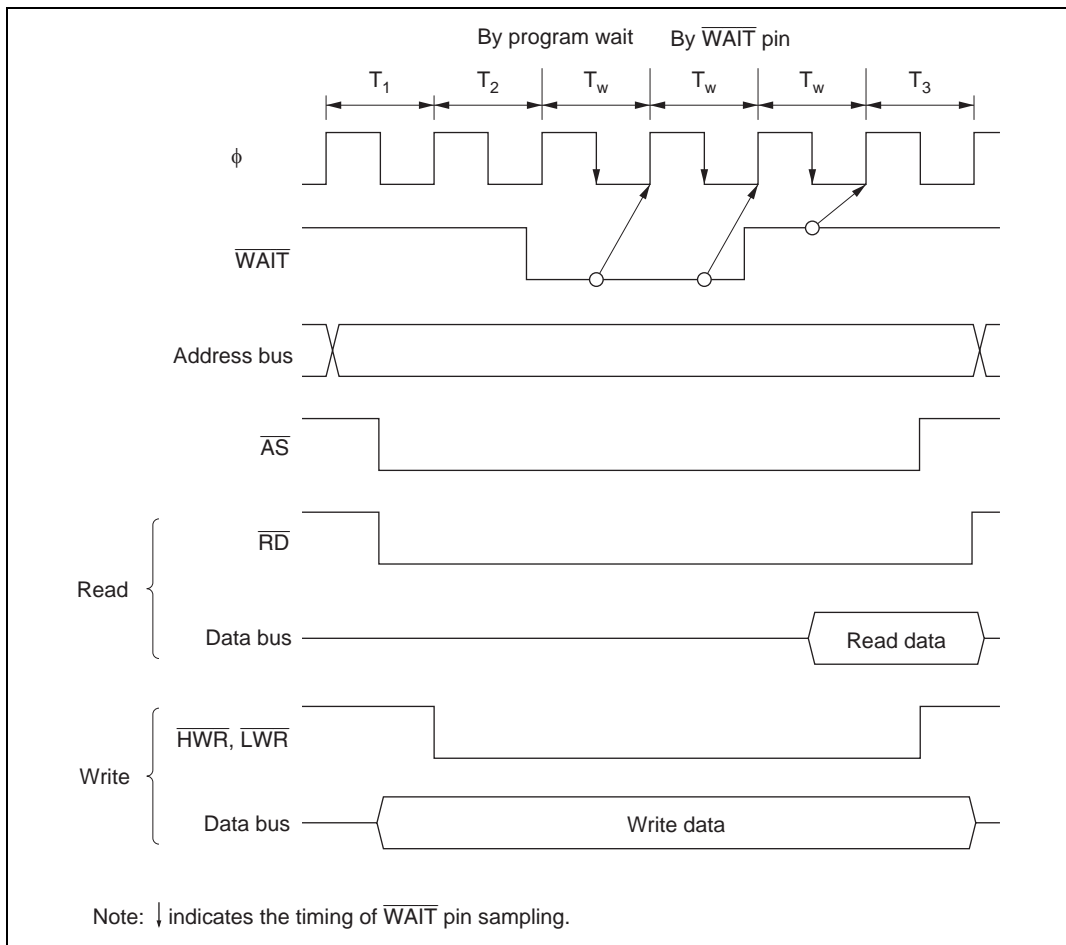 By program wait By WAIT pin
T1 T2 Tw Tw Tw T3
ϕ
WAIT
Address bus
AS
RD
Read
Data bus
Read data
HWR, LWR
Write
Data bus
Write data
Note: ↓ indicates the timing of WAIT pin sampling.